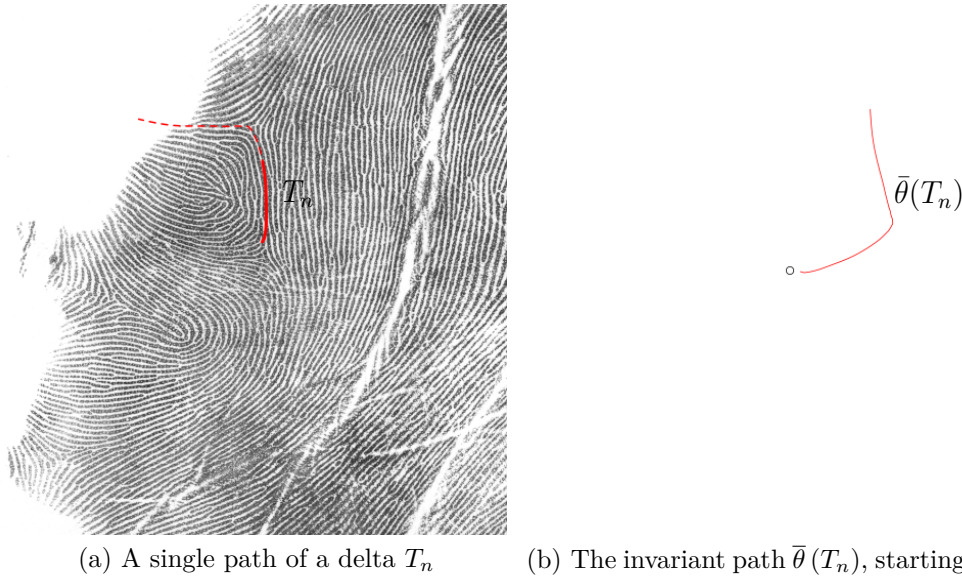 T_n
θ̄(T_n)
(a) A single path of a delta T_n
(b) The invariant path θ̄ (T_n), starting